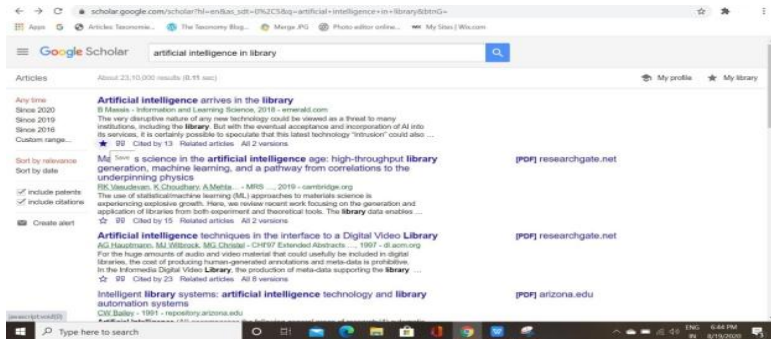 scholar.google.com/scholar?hl=en&as_sdt=0%2C5&q=artificial+intelligence+in+library&btnG=
Apps G Articles Taxonomie... The Taxonomy Blog... Merge JPG Photo editor online... My Sites | Wix.com
Google Scholar artificial intelligence in library
Articles About 23,10,000 results (0.11 sec) My profile My library
Any time
Since 2020
Since 2019
Since 2016
Custom range...
Sort by relevance
Sort by date
include patents
include citations
Create alert
Artificial intelligence arrives in the library
B Massis - Information and Learning Science, 2018 - emerald.com
The very disruptive nature of any new technology could be viewed as a threat to many
institutions, including the library. But with the eventual acceptance and incorporation of AI into
its services, it is certainly possible to speculate that this latest technology "intrusion" could also ...
Cited by 13 Related articles All 2 versions
Save
s science in the artificial intelligence age: high-throughput library [PDF] researchgate.net
generation, machine learning, and a pathway from correlations to the
underpinning physics
RK Vasudevan, K Choudhary, A Mehta... - MRS ..., 2019 - cambridge.org
The use of statistical/machine learning (ML) approaches to materials science is
experiencing explosive growth. Here, we review recent work focusing on the generation and
application of libraries from both experiment and theoretical tools. The library data enables ...
Cited by 15 Related articles All 2 versions
Artificial intelligence techniques in the interface to a Digital Video Library [PDF] researchgate.net
AG Hauptmann, MJ Witbrock, MG Christel - CHI'97 Extended Abstracts ..., 1997 - dl.acm.org
For the huge amounts of audio and video material that could usefully be included in digital
libraries, the cost of producing human-generated annotations and meta-data is prohibitive.
In the Informedia Digital Video Library, the production of meta-data supporting the library ...
Cited by 23 Related articles All 8 versions
Intelligent library systems: artificial intelligence technology and library [PDF] arizona.edu
automation systems
CW Bailey - 1991 - repository.arizona.edu
javascript:void(0)
Type here to search
ENG 6:44 PM
IN 8/19/2020